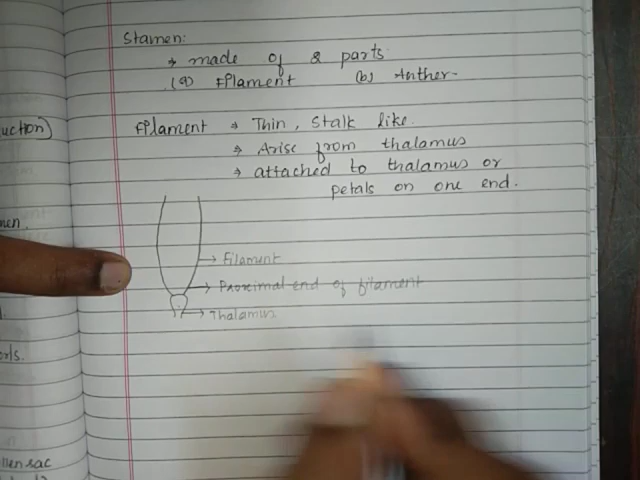 Stamen:
→ made of 2 parts
(a) Filament (b) Anther-
uction)
Filament → Thin, Stalk like.
→ Arise from thalamus
→ attached to thalamus or
petals on one end.
men.
→ Filament
→ Proximal end of filament
→ Thalamus
llen sac